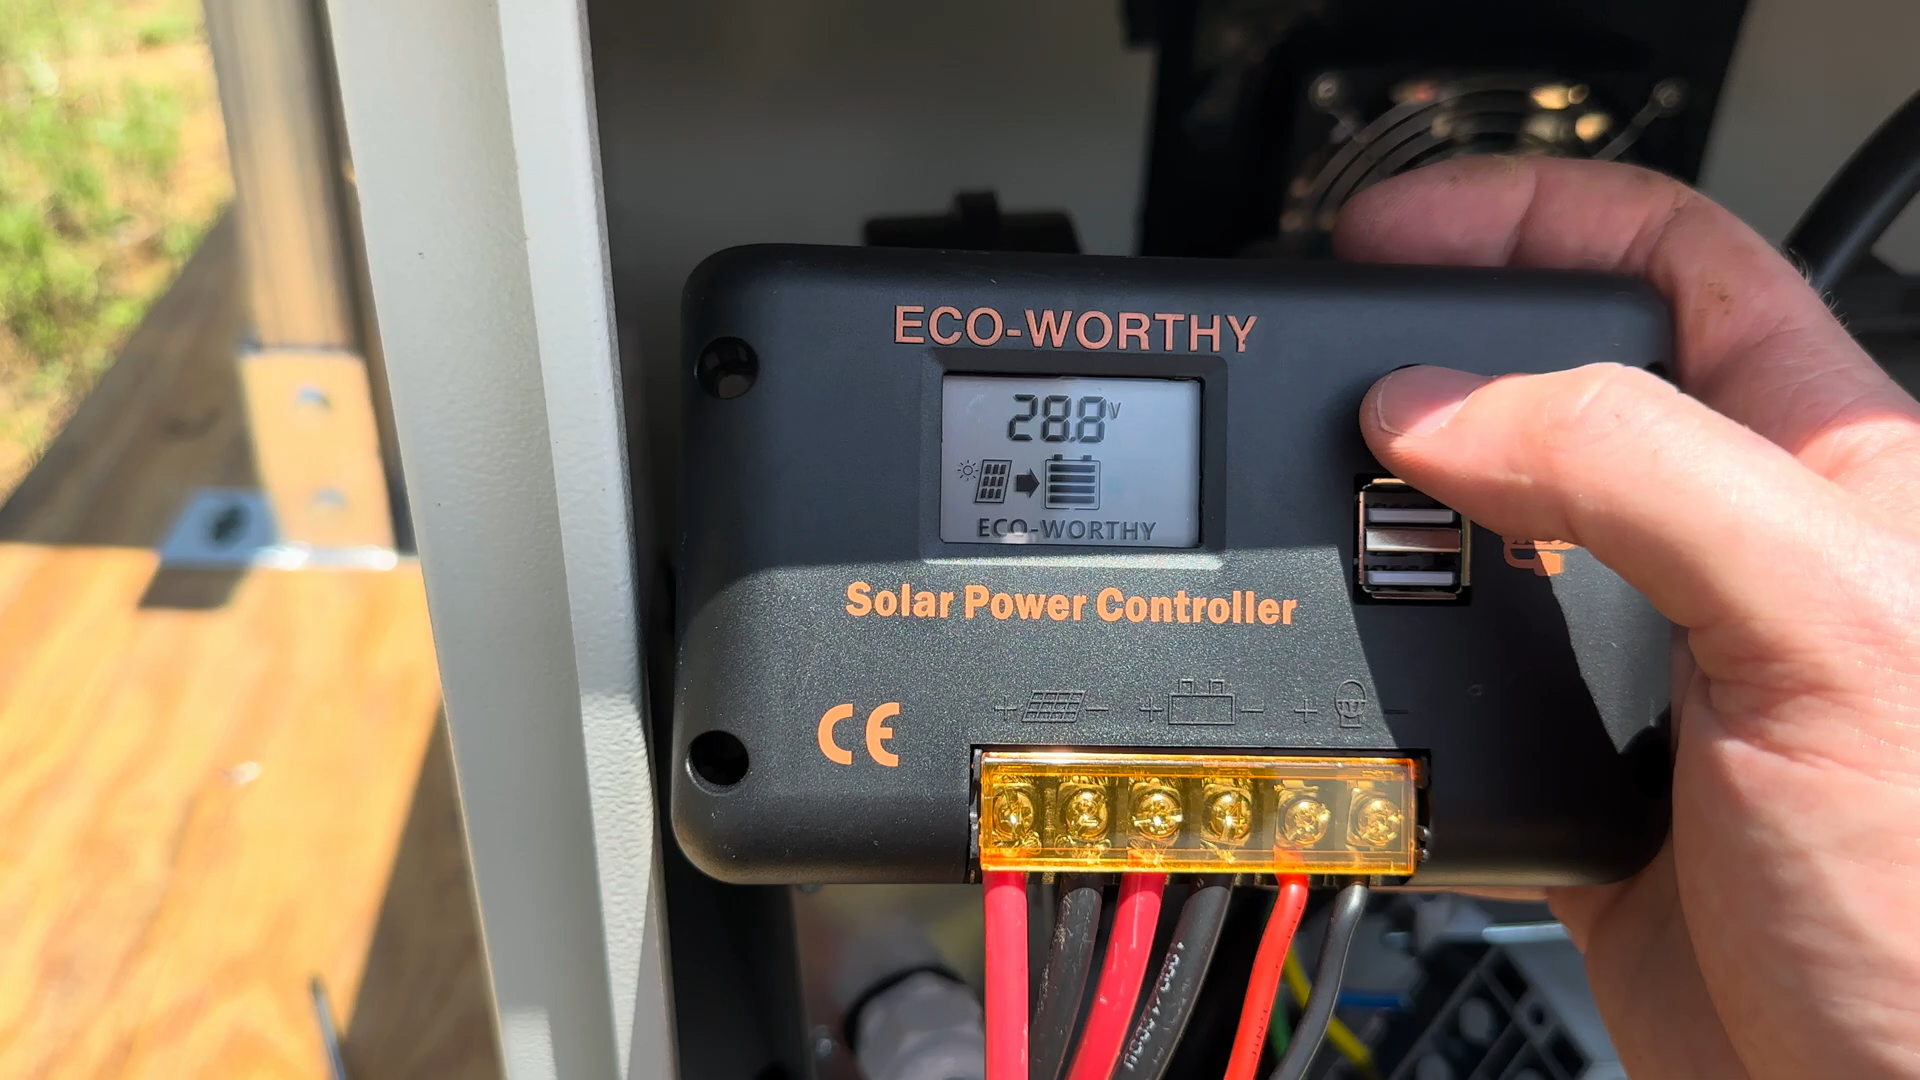 ECO-WORTHY
28.8V
ECO-WORTHY
Solar Power Controller
+ - + - + -
CE